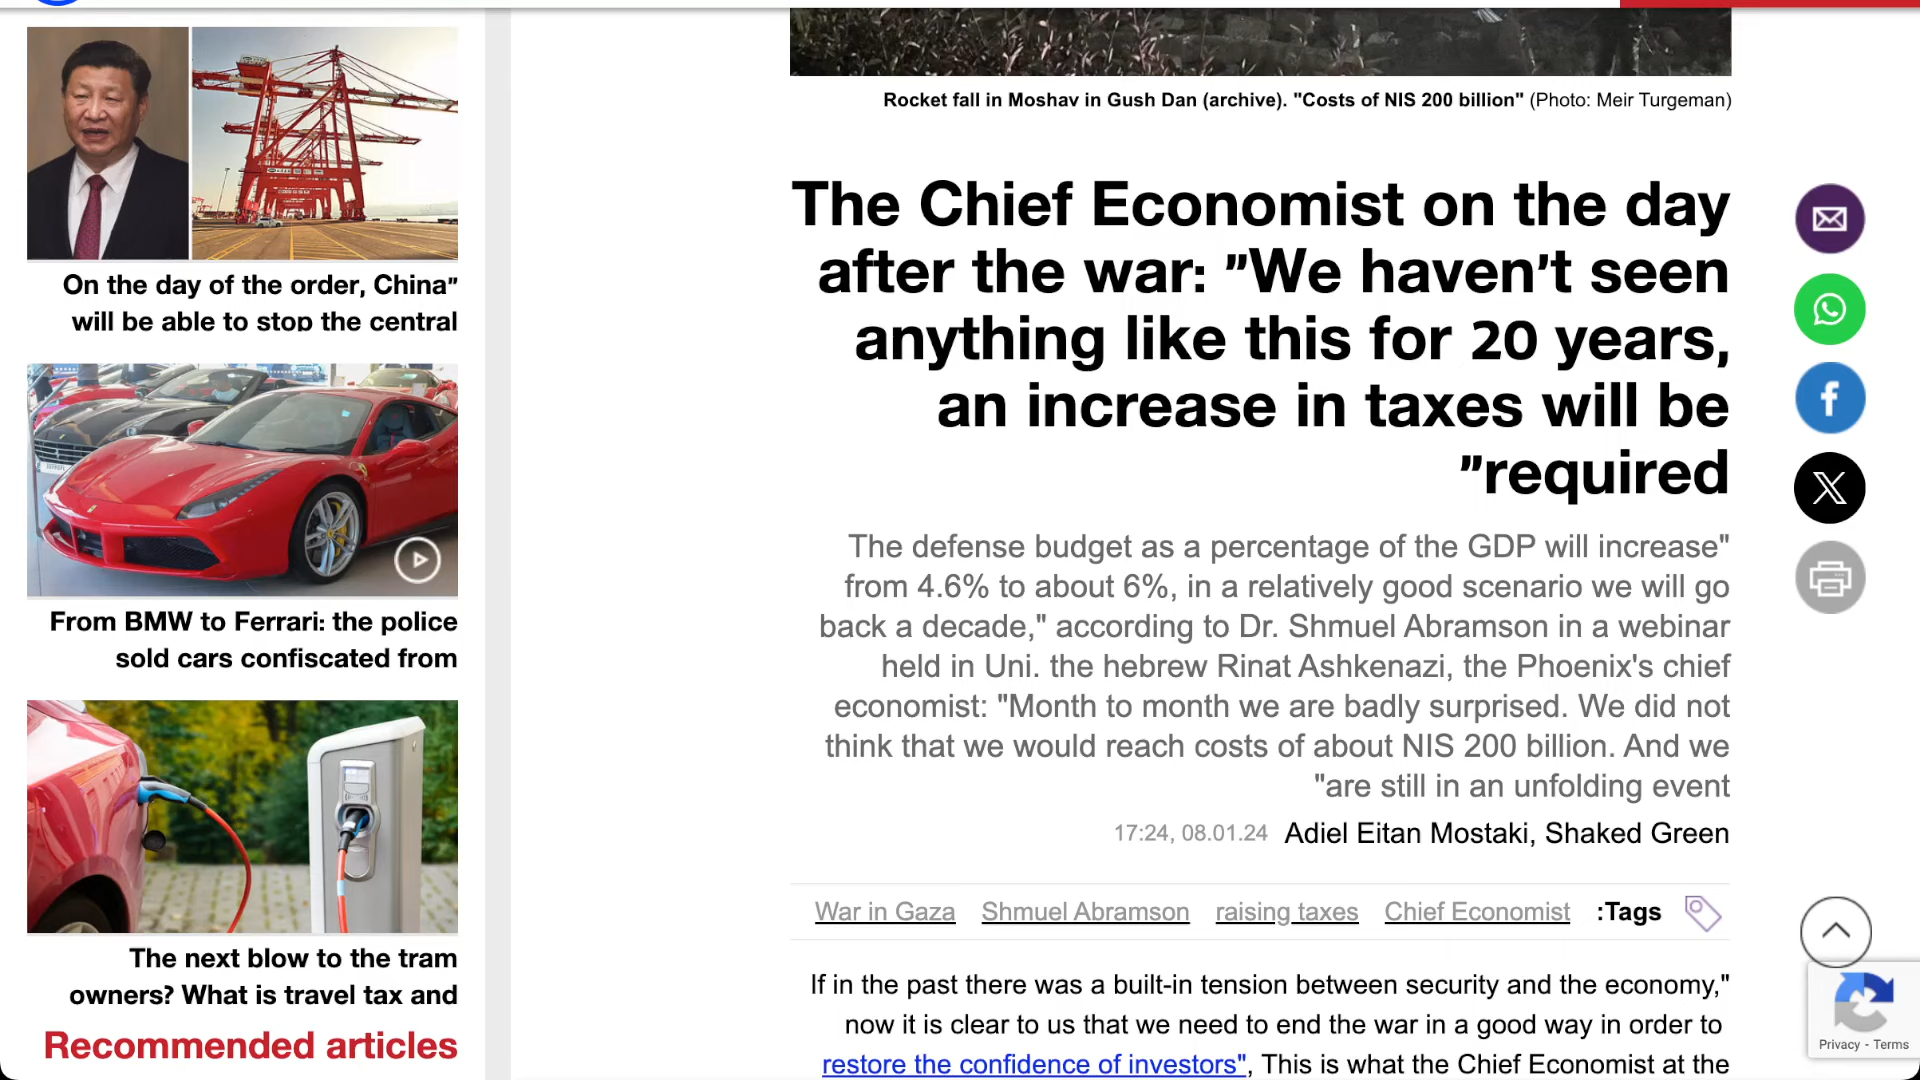 On the day of the order, China"
will be able to stop the central
From BMW to Ferrari: the police
sold cars confiscated from
The next blow to the tram
owners? What is travel tax and
Recommended articles
Rocket fall in Moshav in Gush Dan (archive). "Costs of NIS 200 billion" (Photo: Meir Turgeman)
The Chief Economist on the day
after the war: "We haven't seen
anything like this for 20 years,
an increase in taxes will be
"required
The defense budget as a percentage of the GDP will increase"
from 4.6% to about 6%, in a relatively good scenario we will go
back a decade," according to Dr. Shmuel Abramson in a webinar
held in Uni. the hebrew Rinat Ashkenazi, the Phoenix's chief
economist: "Month to month we are badly surprised. We did not
think that we would reach costs of about NIS 200 billion. And we
"are still in an unfolding event
17:24, 08.01.24 Adiel Eitan Mostaki, Shaked Green
War in Gaza Shmuel Abramson raising taxes Chief Economist :Tags
If in the past there was a built-in tension between security and the economy,"
now it is clear to us that we need to end the war in a good way in order to
restore the confidence of investors", This is what the Chief Economist at the
Privacy - Terms